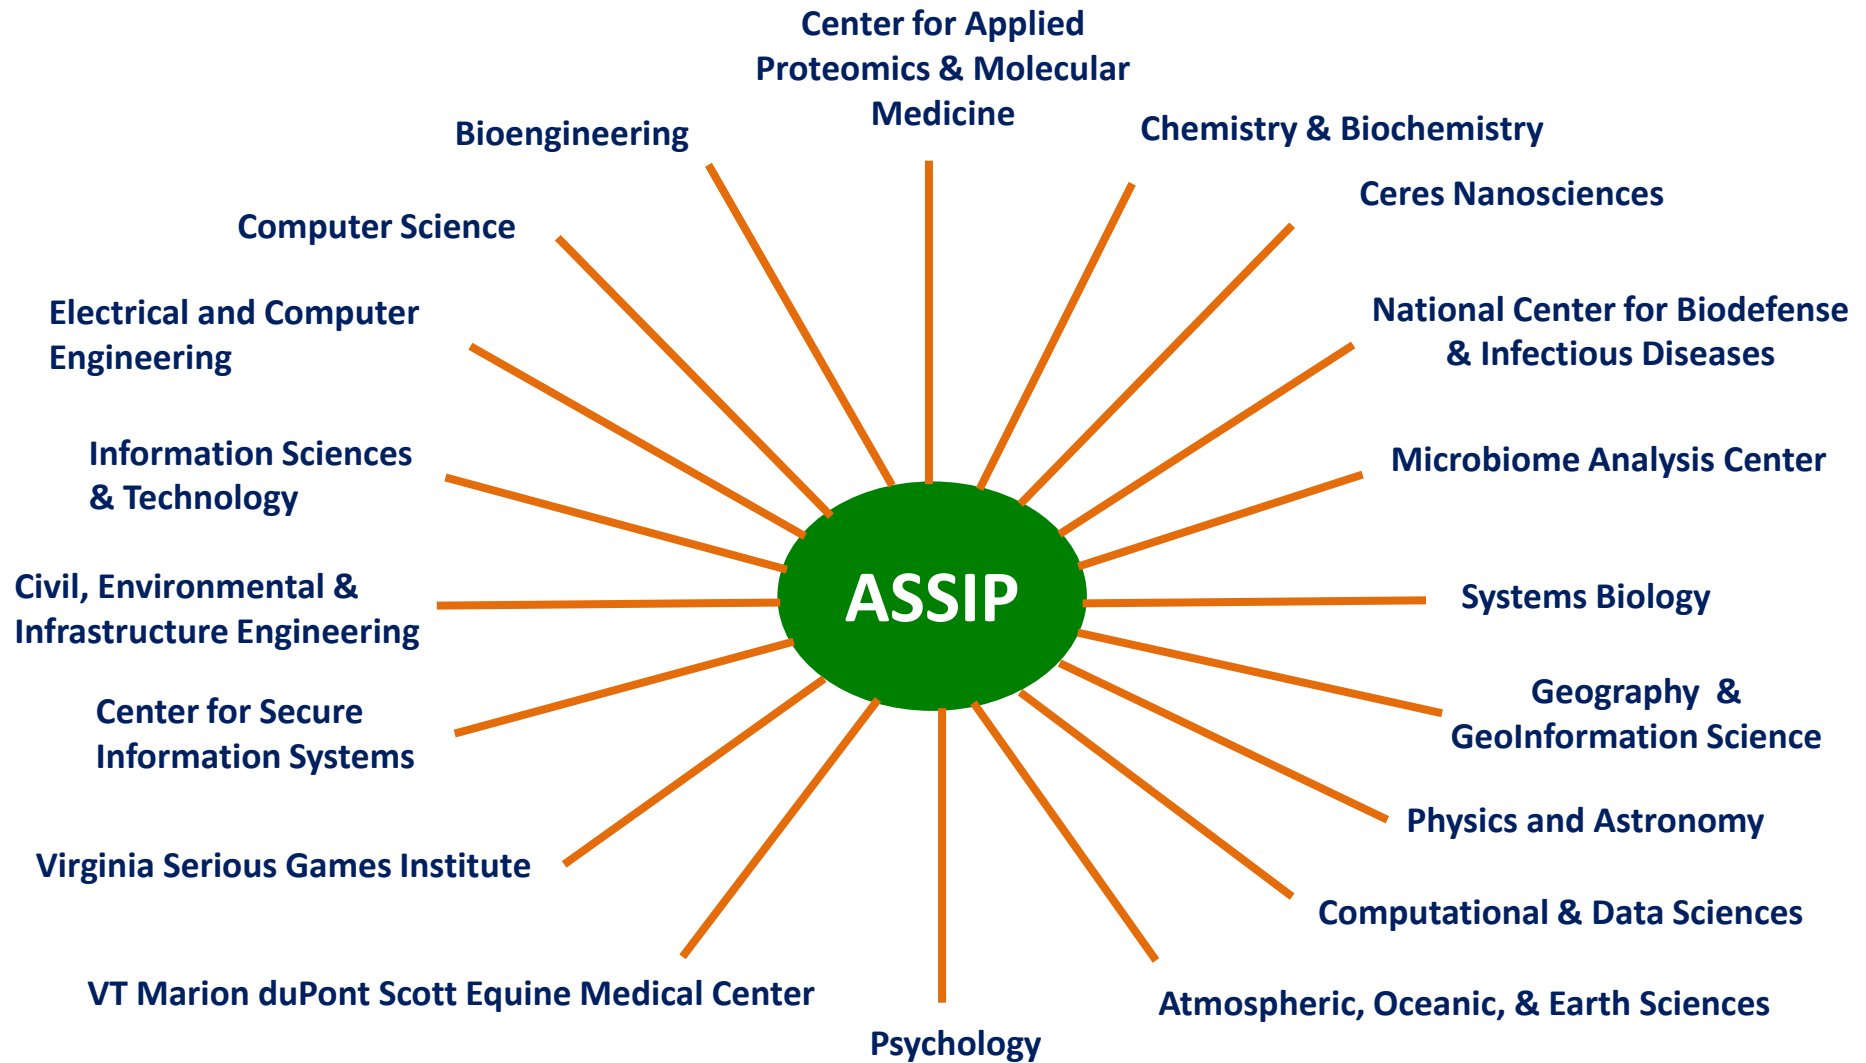 Center for Applied
Proteomics & Molecular
Medicine
Bioengineering
Chemistry & Biochemistry
Computer Science
Ceres Nanosciences
Electrical and Computer
Engineering
National Center for Biodefense
& Infectious Diseases
Information Sciences
& Technology
Microbiome Analysis Center
Civil, Environmental &
Infrastructure Engineering
ASSIP
Systems Biology
Center for Secure
Information Systems
Geography  &
GeoInformation Science
Virginia Serious Games Institute
Physics and Astronomy
Computational & Data Sciences
VT Marion duPont Scott Equine Medical Center
Atmospheric, Oceanic, & Earth Sciences
Psychology